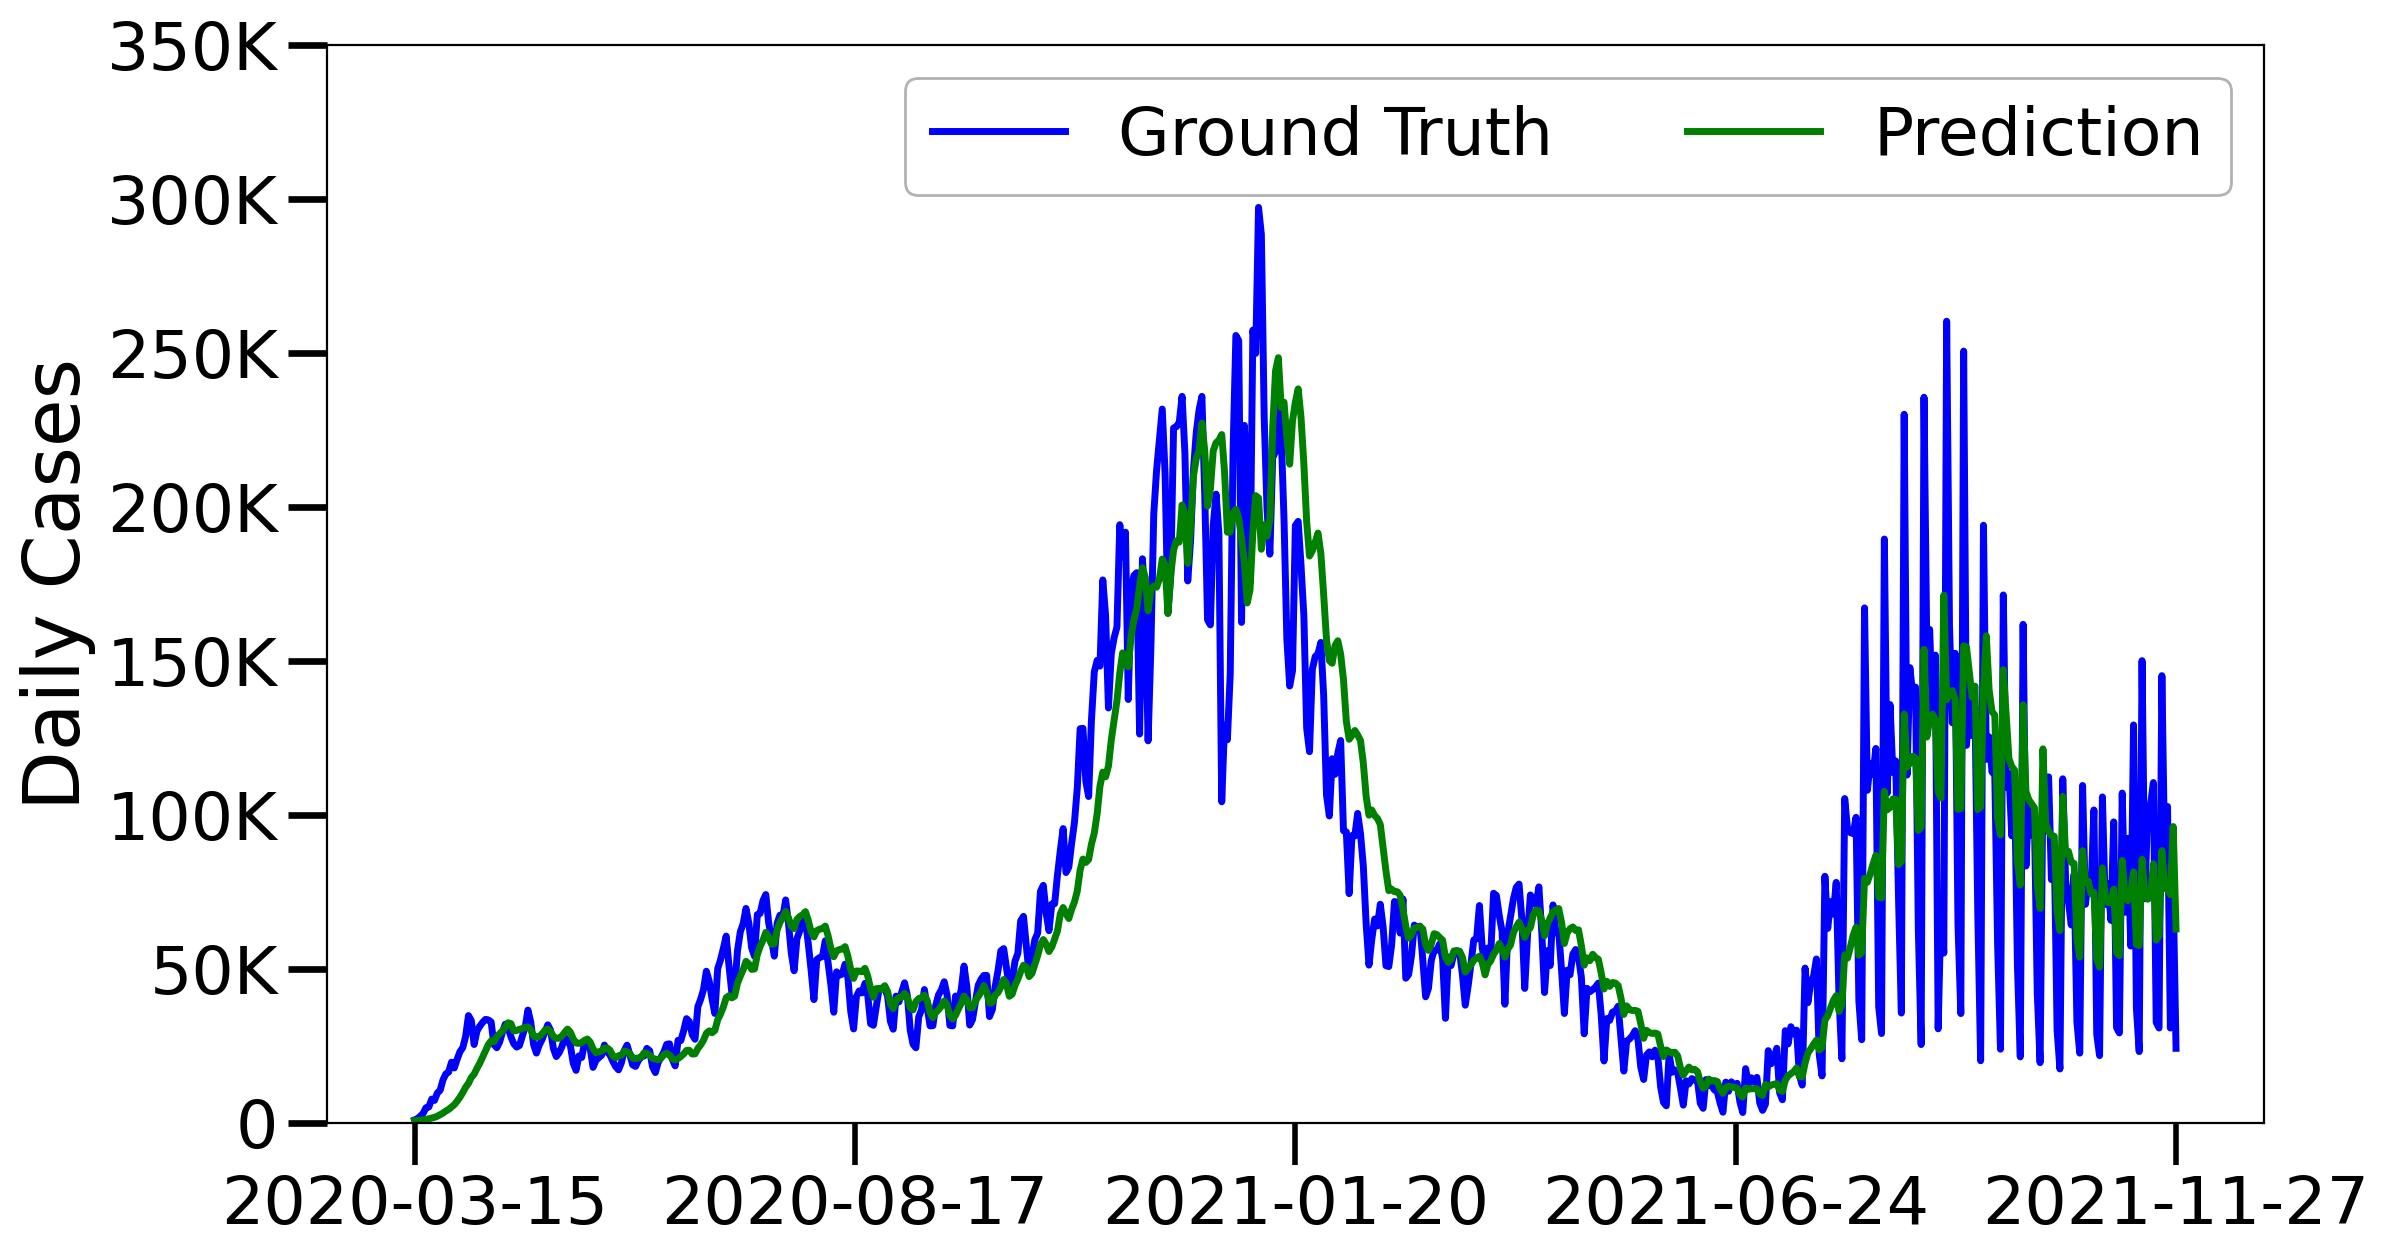 350K
300K
250K
200K
150K
100K
50K
0
Daily Cases
Ground Truth
Prediction
2020-03-15
2020-08-17
2021-01-20
2021-06-24
2021-11-27